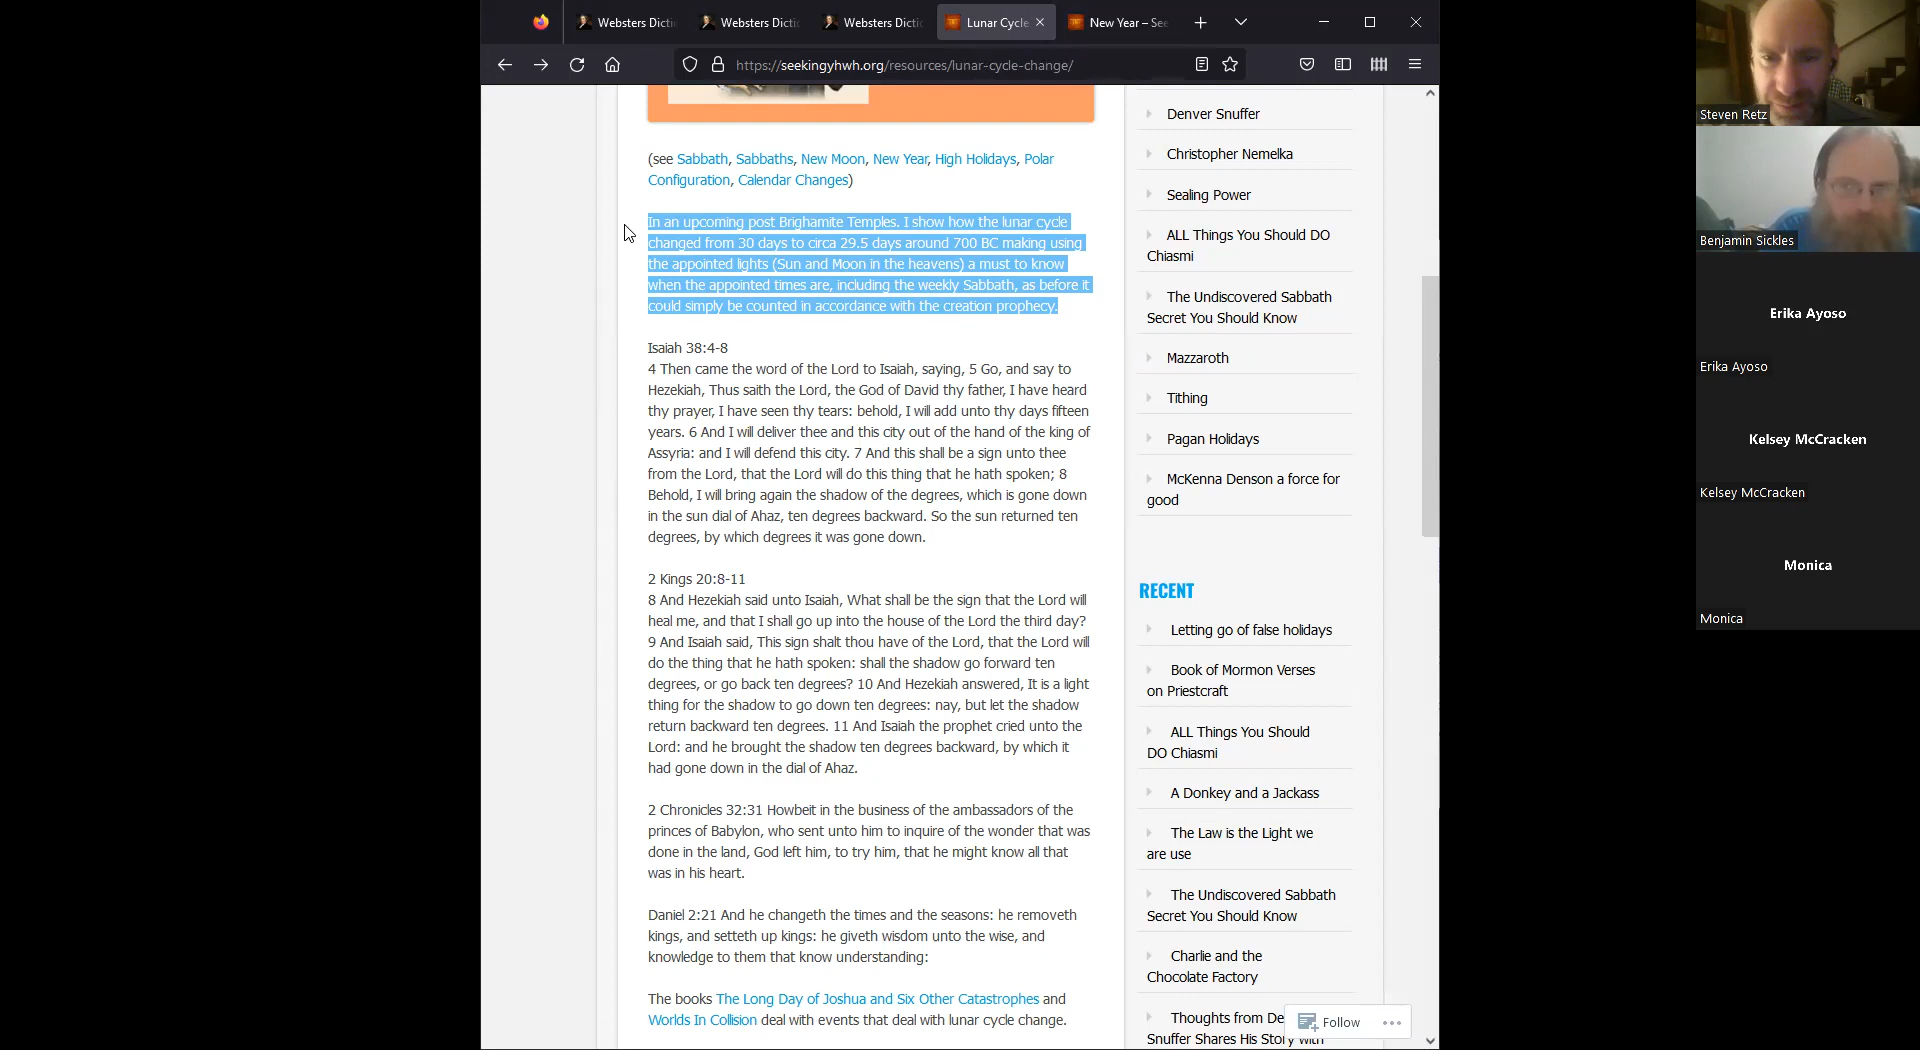 Websters Dictio
Websters Dictio
Websters Dictio
Lunar Cycle
New Year – See
https://seekingyhwh.org/resources/lunar-cycle-change/
(see Sabbath, Sabbaths, New Moon, New Year, High Holidays, Polar
Configuration, Calendar Changes)
In an upcoming post Brighamite Temples. I show how the lunar cycle
changed from 30 days to circa 29.5 days around 700 BC making using
the appointed lights (Sun and Moon in the heavens) a must to know
when the appointed times are, including the weekly Sabbath, as before it
could simply be counted in accordance with the creation prophecy.
Isaiah 38:4-8
4 Then came the word of the Lord to Isaiah, saying, 5 Go, and say to
Hezekiah, Thus saith the Lord, the God of David thy father, I have heard
thy prayer, I have seen thy tears: behold, I will add unto thy days fifteen
years. 6 And I will deliver thee and this city out of the hand of the king of
Assyria: and I will defend this city. 7 And this shall be a sign unto thee
from the Lord, that the Lord will do this thing that he hath spoken; 8
Behold, I will bring again the shadow of the degrees, which is gone down
in the sun dial of Ahaz, ten degrees backward. So the sun returned ten
degrees, by which degrees it was gone down.
2 Kings 20:8-11
8 And Hezekiah said unto Isaiah, What shall be the sign that the Lord will
heal me, and that I shall go up into the house of the Lord the third day?
9 And Isaiah said, This sign shalt thou have of the Lord, that the Lord will
do the thing that he hath spoken: shall the shadow go forward ten
degrees, or go back ten degrees? 10 And Hezekiah answered, It is a light
thing for the shadow to go down ten degrees: nay, but let the shadow
return backward ten degrees. 11 And Isaiah the prophet cried unto the
Lord: and he brought the shadow ten degrees backward, by which it
had gone down in the dial of Ahaz.
2 Chronicles 32:31 Howbeit in the business of the ambassadors of the
princes of Babylon, who sent unto him to inquire of the wonder that was
done in the land, God left him, to try him, that he might know all that
was in his heart.
Daniel 2:21 And he changeth the times and the seasons: he removeth
kings, and setteth up kings: he giveth wisdom unto the wise, and
knowledge to them that know understanding:
The books The Long Day of Joshua and Six Other Catastrophes and
Worlds In Collision deal with events that deal with lunar cycle change.
Denver Snuffer
Christopher Nemelka
Sealing Power
ALL Things You Should DO
Chiasmi
The Undiscovered Sabbath
Secret You Should Know
Mazzaroth
Tithing
Pagan Holidays
McKenna Denson a force for
good
RECENT
Letting go of false holidays
Book of Mormon Verses
on Priestcraft
ALL Things You Should
DO Chiasmi
A Donkey and a Jackass
The Law is the Light we
are use
The Undiscovered Sabbath
Secret You Should Know
Charlie and the
Chocolate Factory
Thoughts from De
Snuffer Shares His Story with
Follow
Steven Retz
Benjamin Sickles
Erika Ayoso
Erika Ayoso
Kelsey McCracken
Kelsey McCracken
Monica
Monica